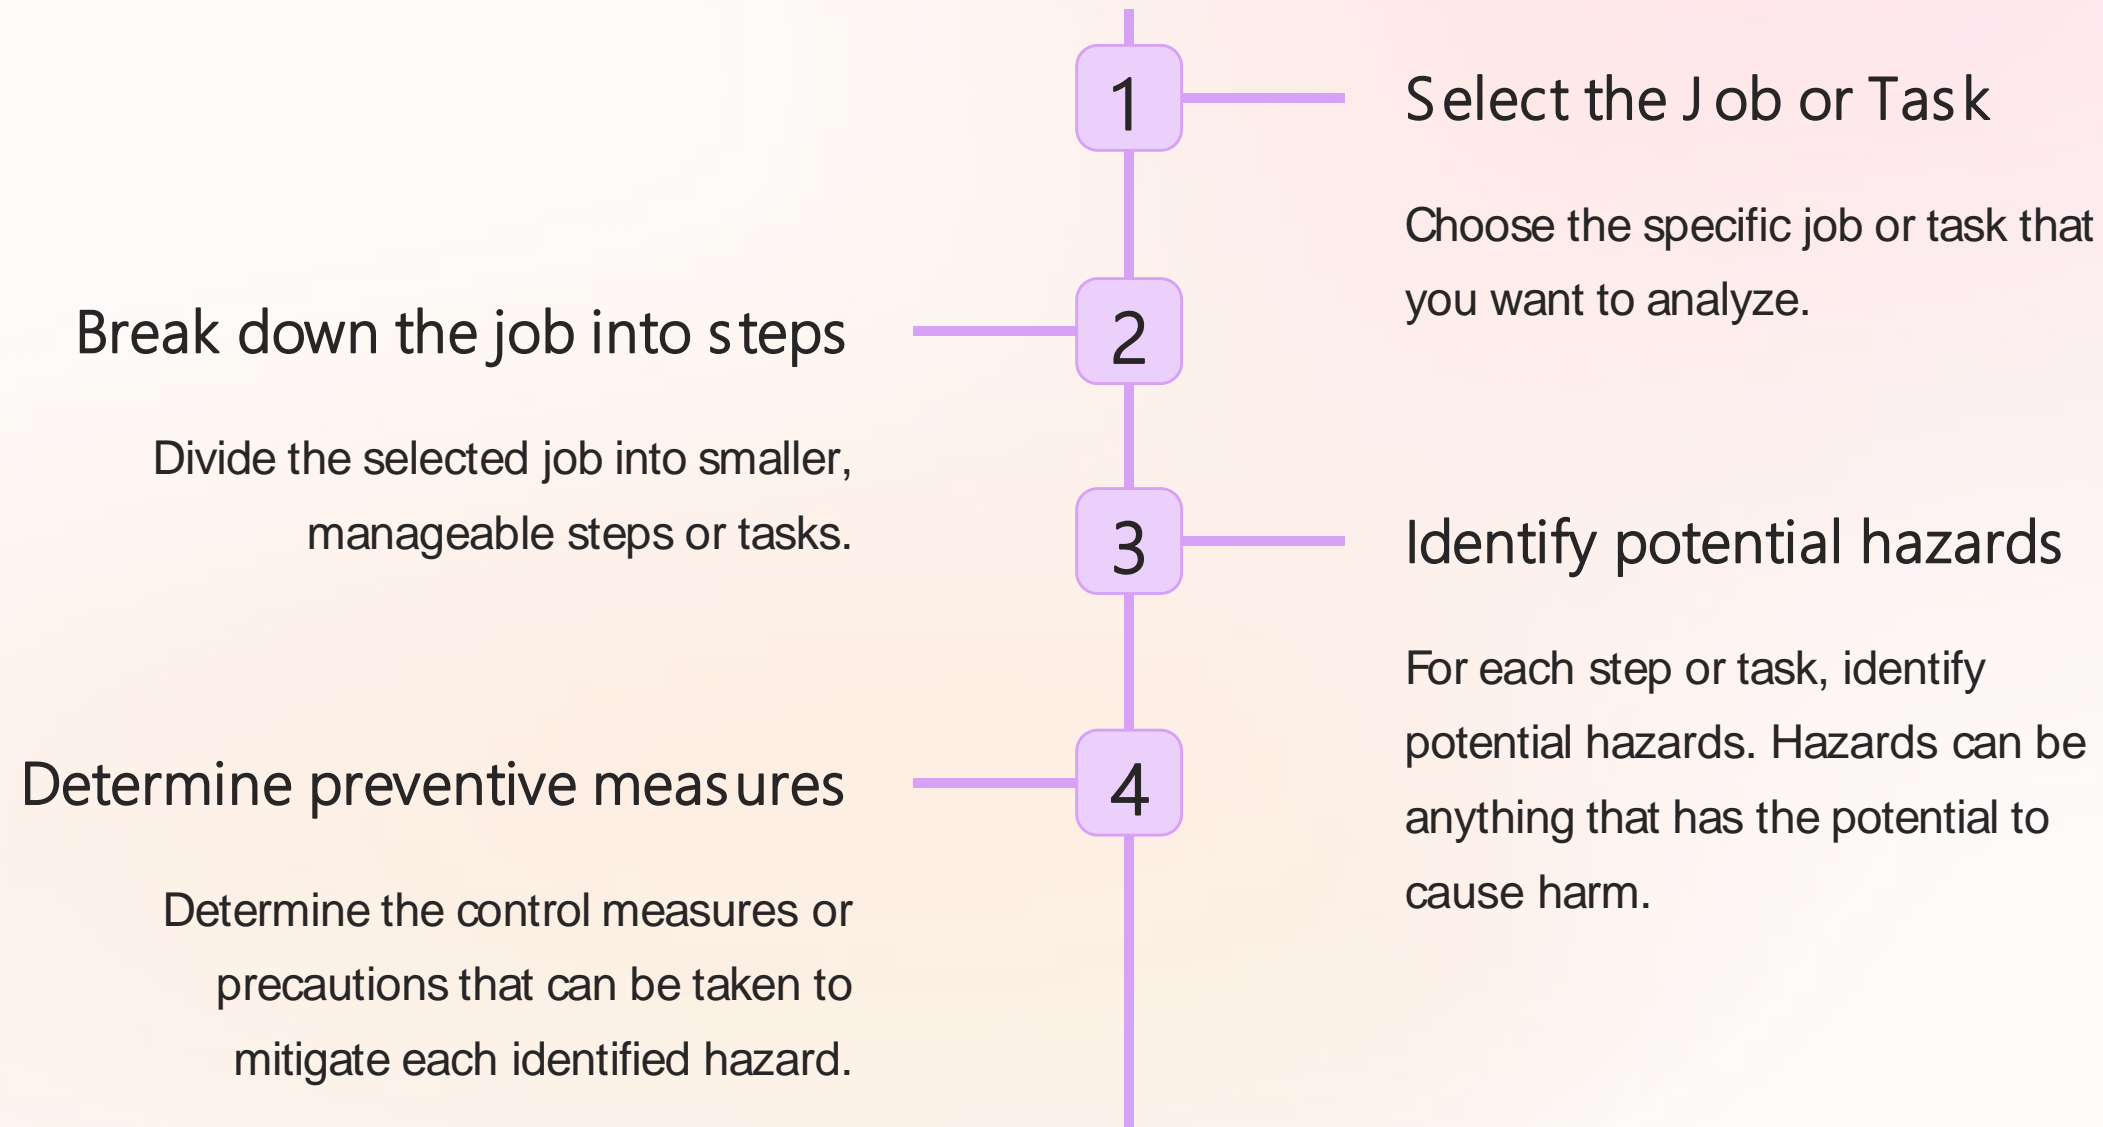 1
Select the Job or Task
Choose the specific job or task that
you want to analyze.
2
Break down the job into steps
Divide the selected job into smaller,
manageable steps or tasks.
3
Identify potential hazards
For each step or task, identify
potential hazards. Hazards can be
anything that has the potential to
cause harm.
4
Determine preventive measures
Determine the control measures or
precautions that can be taken to
mitigate each identified hazard.